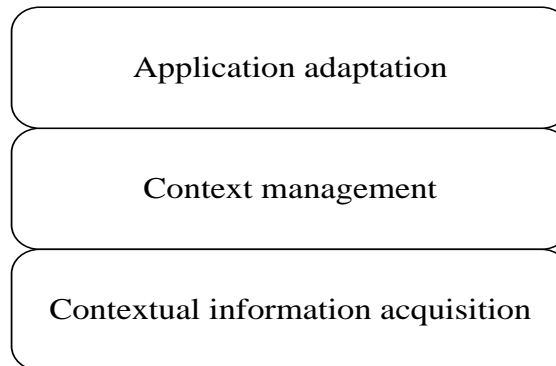 Application adaptation
Context management
Contextual information acquisition